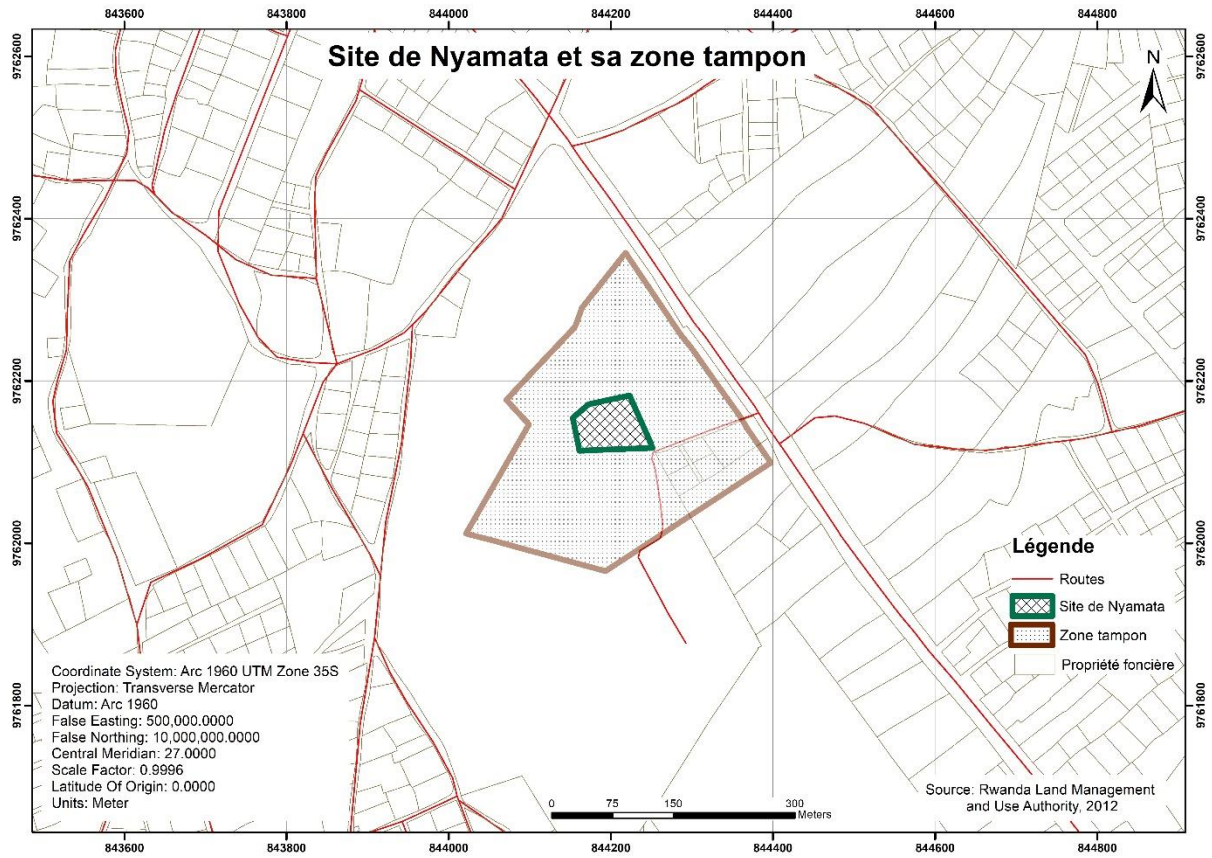 843600 843800 844000 844200 844400 844600 844800
Site de Nyamata et sa zone tampon
N
9762600 9762600
9762400 9762400
9762200 9762200
9762000 9762000
9761800 9761800
Légende
Routes
Site de Nyamata
Zone tampon
Propriété foncière
Coordinate System: Arc 1960 UTM Zone 35S
Projection: Transverse Mercator
Datum: Arc 1960
False Easting: 500,000.0000
False Northing: 10,000,000.0000
Central Meridian: 27.0000
Scale Factor: 0.9996
Latitude Of Origin: 0.0000
Units: Meter
0 75 150 300
Meters
Source: Rwanda Land Management
and Use Authority, 2012
843600 843800 844000 844200 844400 844600 844800